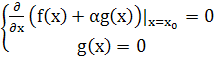 ∂/∂x (f(x) + αg(x))|ₓ₌ₓ₀ = 0
g(x) = 0